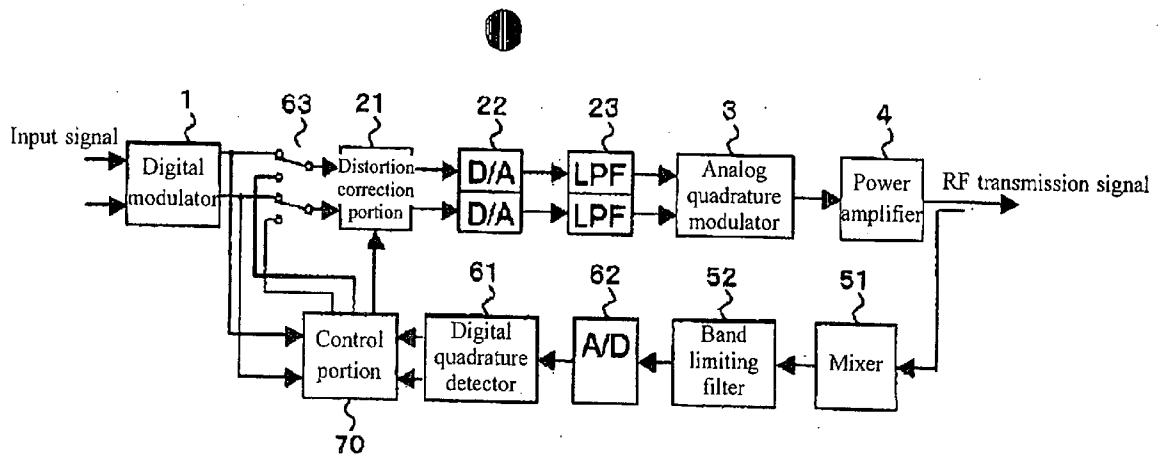 1
63
21
22
23
3
4
Input signal
Digital
modulator
Distortion
correction
portion
D/A
D/A
LPF
LPF
Analog
quadrature
modulator
Power
amplifier
RF transmission signal
61
62
52
51
Control
portion
Digital
quadrature
detector
A/D
Band
limiting
filter
Mixer
70